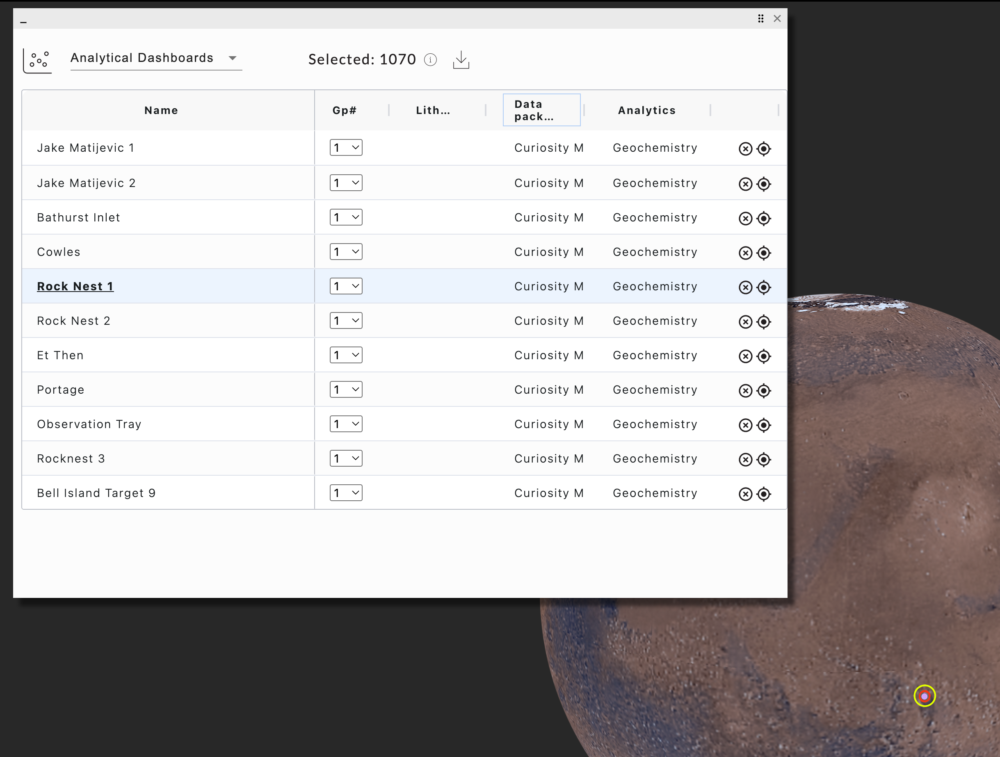 Analytical Dashboards
Selected: 1070
Name Gp# Lith... Data pack... Analytics
Jake Matijevic 1 1 Curiosity M Geochemistry
Jake Matijevic 2 1 Curiosity M Geochemistry
Bathurst Inlet 1 Curiosity M Geochemistry
Cowles 1 Curiosity M Geochemistry
Rock Nest 1 1 Curiosity M Geochemistry
Rock Nest 2 1 Curiosity M Geochemistry
Et Then 1 Curiosity M Geochemistry
Portage 1 Curiosity M Geochemistry
Observation Tray 1 Curiosity M Geochemistry
Rocknest 3 1 Curiosity M Geochemistry
Bell Island Target 9 1 Curiosity M Geochemistry